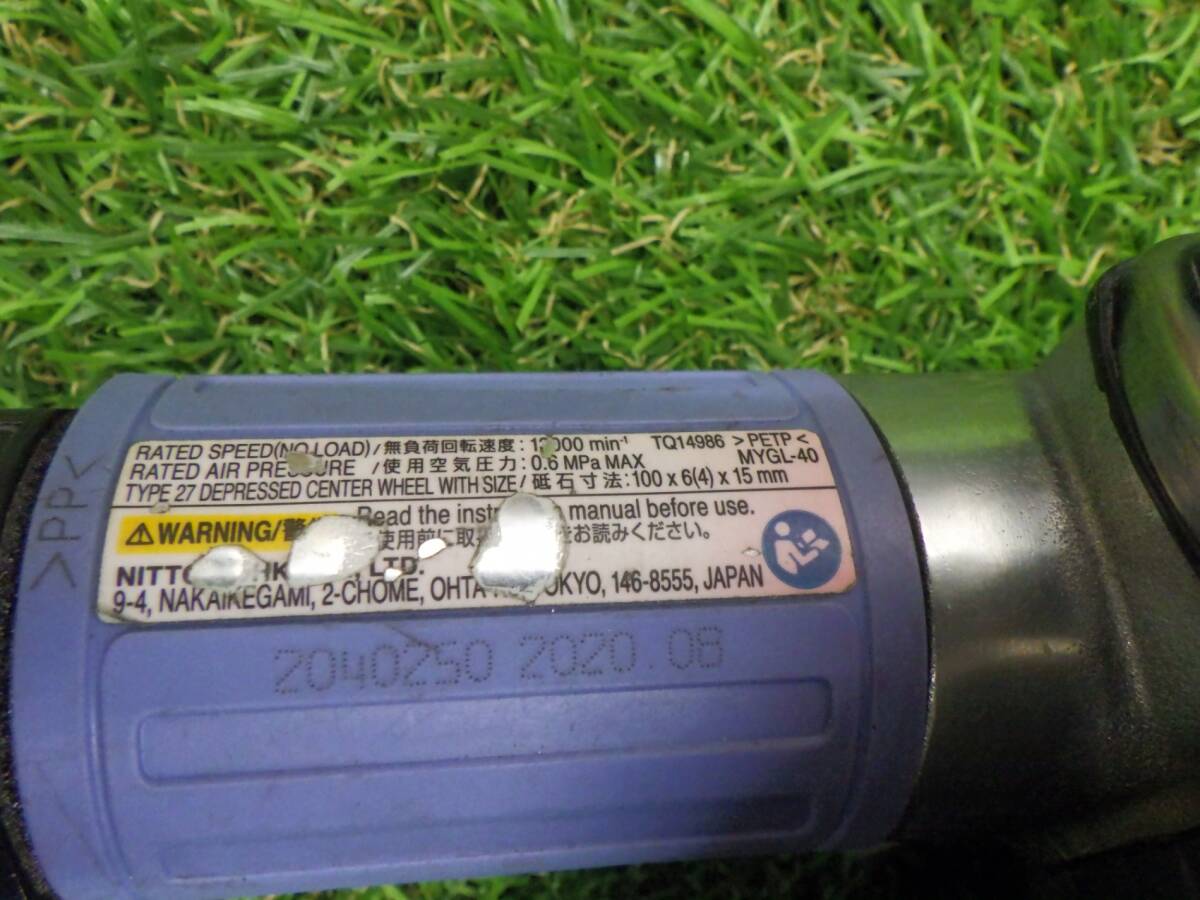 RATED SPEED(NO LOAD)/無負荷回転速度: 000 min⁻¹ TQ14986 >PETP<
RATED AIR PRESSURE /使用空気圧力:0.6 MPa MAX MYGL-40
TYPE 27 DEPRESSED CENTER WHEEL WITH SIZE/砥石寸法:100 x 6(4) x 15 mm
⚠WARNING/警 Read the manual before use.
使用前に取 をお読みください。
LTD.
9-4, NAKAIKEGAMI, 2-CHOME, OHTA TOKYO, 146-8555, JAPAN
>PP<
2040250 2020.08